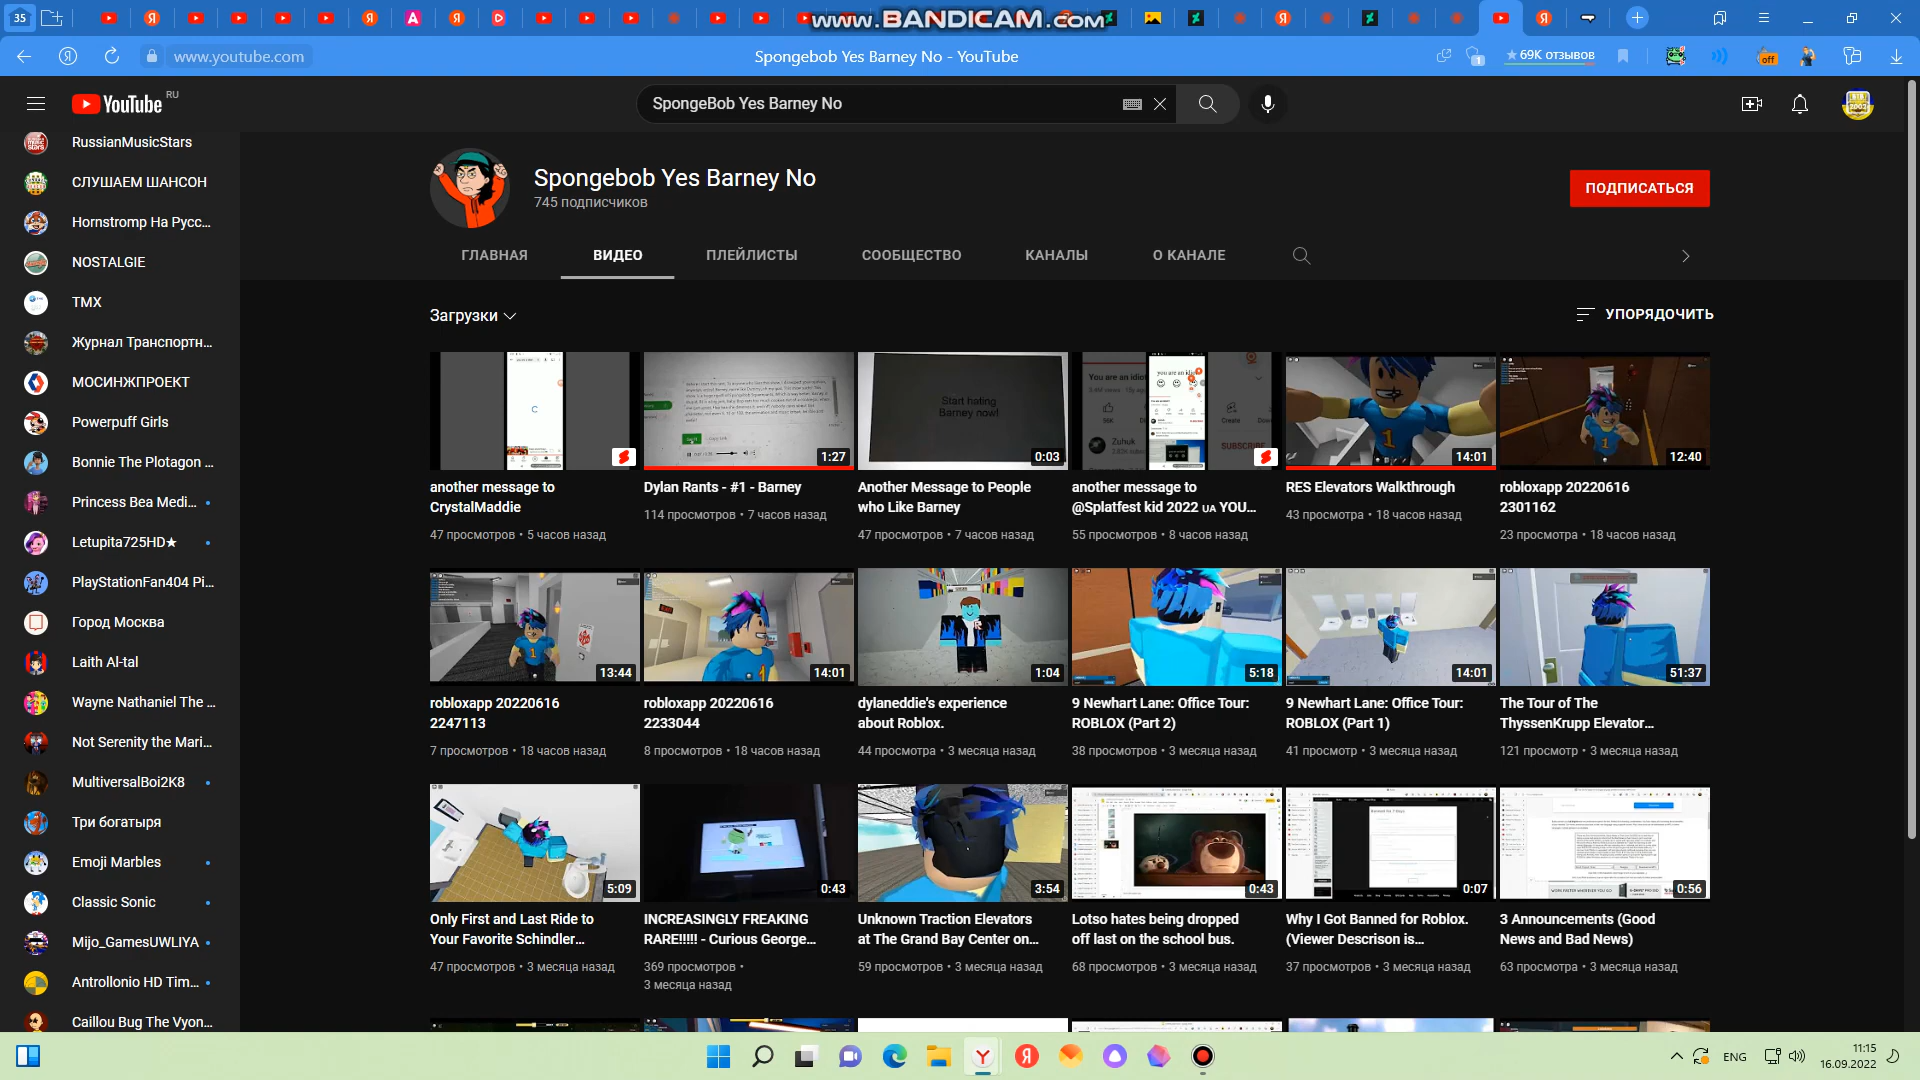 35
www.BANDICAM.com
www.youtube.com
Spongebob Yes Barney No - YouTube
69K отзывов
1
off
YouTube RU
SpongeBob Yes Barney No
RussianMusicStars
СЛУШАЕМ ШАНСОН
Hornstromp На Русс...
NOSTALGIE
TMX
Журнал Транспортн...
МОСИНЖПРОЕКТ
Powerpuff Girls
Bonnie The Plotagon ...
Princess Bea Medi...
Letupita725HD★
PlayStationFan404 Pi...
Город Москва
Laith Al-tal
Wayne Nathaniel The ...
Not Serenity the Mari...
MultiversalBoi2K8
Три богатыря
Emoji Marbles
Classic Sonic
Mijo_GamesUWLIYA
Antrollonio HD Tim...
Caillou Bug The Vyon...
Spongebob Yes Barney No
745 подписчиков
ПОДПИСАТЬСЯ
ГЛАВНАЯ
ВИДЕО
ПЛЕЙЛИСТЫ
СООБЩЕСТВО
КАНАЛЫ
О КАНАЛЕ
Загрузки
УПОРЯДОЧИТЬ
another message to
CrystalMaddie
47 просмотров • 5 часов назад
1:27
Dylan Rants - #1 - Barney
114 просмотров • 7 часов назад
Start hating
Barney now!
0:03
Another Message to People
who Like Barney
47 просмотров • 7 часов назад
You are an idiot
Zuhuk
Create
SUBSCRIBE
another message to
@Splatfest kid 2022 ᴜᴀ YOU...
55 просмотров • 8 часов назад
14:01
RES Elevators Walkthrough
43 просмотра • 18 часов назад
12:40
robloxapp 20220616
2301162
23 просмотра • 18 часов назад
13:44
robloxapp 20220616
2247113
7 просмотров • 18 часов назад
14:01
robloxapp 20220616
2233044
8 просмотров • 18 часов назад
1:04
dylaneddie's experience
about Roblox.
44 просмотра • 3 месяца назад
5:18
9 Newhart Lane: Office Tour:
ROBLOX (Part 2)
38 просмотров • 3 месяца назад
14:01
9 Newhart Lane: Office Tour:
ROBLOX (Part 1)
41 просмотр • 3 месяца назад
51:37
The Tour of The
ThyssenKrupp Elevator...
121 просмотр • 3 месяца назад
5:09
Only First and Last Ride to
Your Favorite Schindler...
47 просмотров • 3 месяца назад
0:43
INCREASINGLY FREAKING
RARE!!!!! - Curious George...
369 просмотров •
3 месяца назад
3:54
Unknown Traction Elevators
at The Grand Bay Center on...
59 просмотров • 3 месяца назад
0:43
Lotso hates being dropped
off last on the school bus.
68 просмотров • 3 месяца назад
0:07
Why I Got Banned for Roblox.
(Viewer Descrison is...
37 просмотров • 3 месяца назад
0:56
3 Announcements (Good
News and Bad News)
63 просмотра • 3 месяца назад
ENG
11:15
16.09.2022